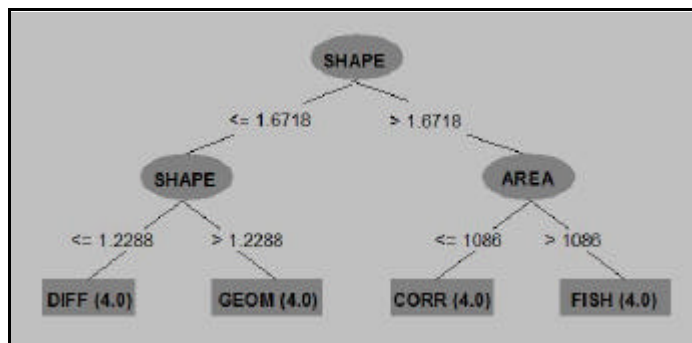 SHAPE
<= 1.6718 > 1.6718
SHAPE AREA
<= 1.2288 > 1.2288 <= 1086 > 1086
DIFF (4.0) GEOM (4.0) CORR (4.0) FISH (4.0)